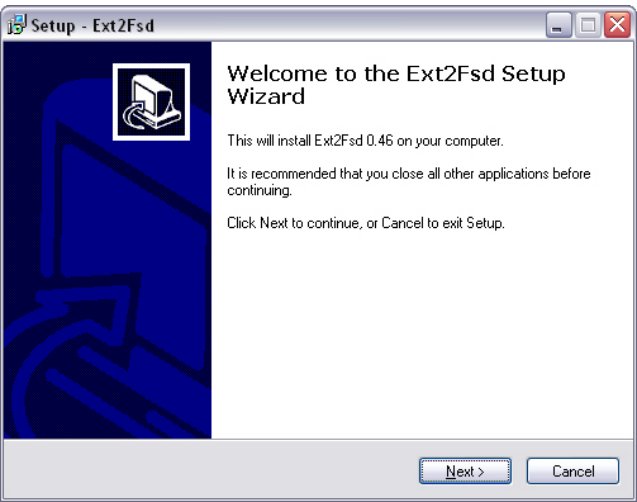 Setup - Ext2Fsd
Welcome to the Ext2Fsd Setup
Wizard
This will install Ext2Fsd 0.46 on your computer.
It is recommended that you close all other applications before
continuing.
Click Next to continue, or Cancel to exit Setup.
Next >
Cancel